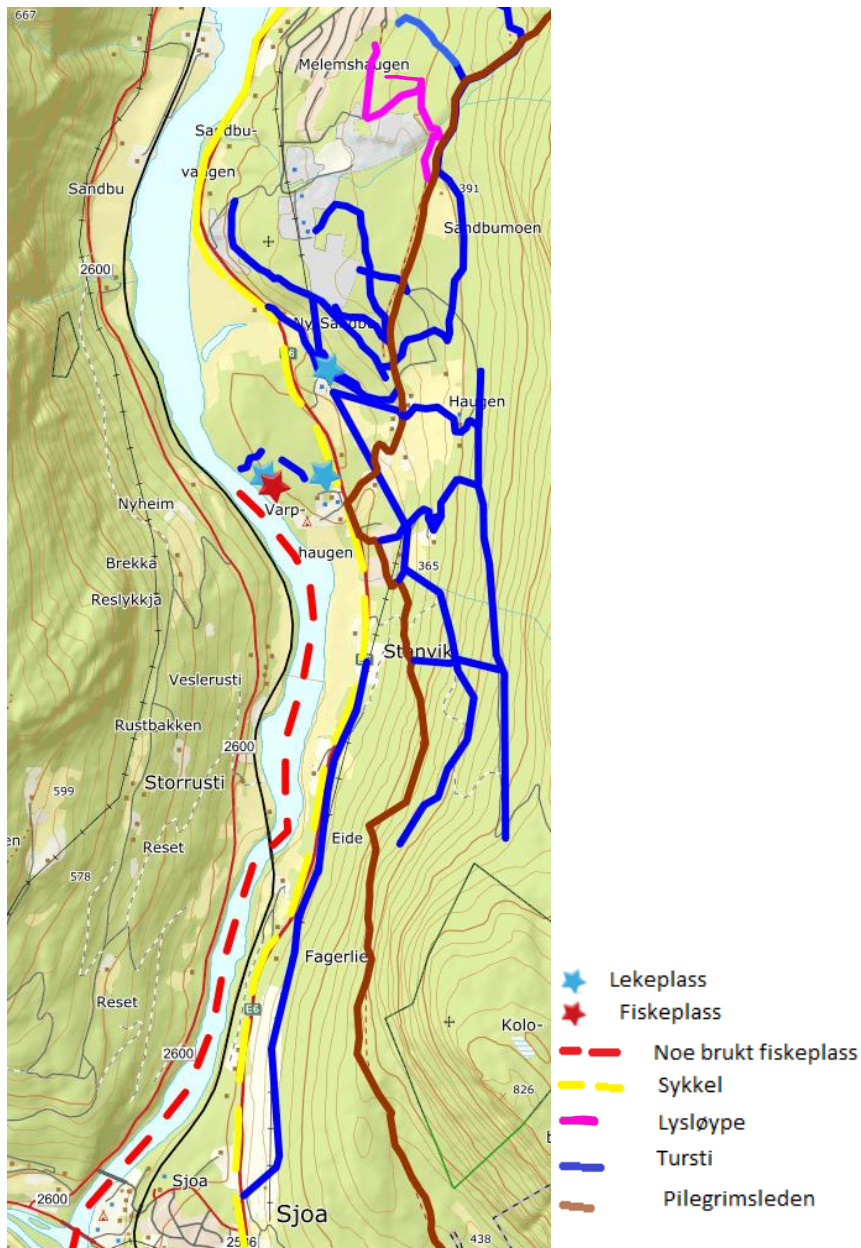 667
Melemshaugen
Sandbu-
vangen
Sandbu
391
Sandbumoen
2600
Ny Sandbu
Haugen
Nyheim
Varp-
haugen
Brekka
365
Reslykkja
Stanvik
Veslerusti
Rustbakken
2600
Storrusti
599
Eide
Reset
578
Fagerlie
Lekeplass
Reset
E6
Fiskeplass
Kolo-
2600
Noe brukt fiskeplass
826
Sykkel
Lysløype
Tursti
Sjoa
2600
Pilegrimsleden
Sjoa
438